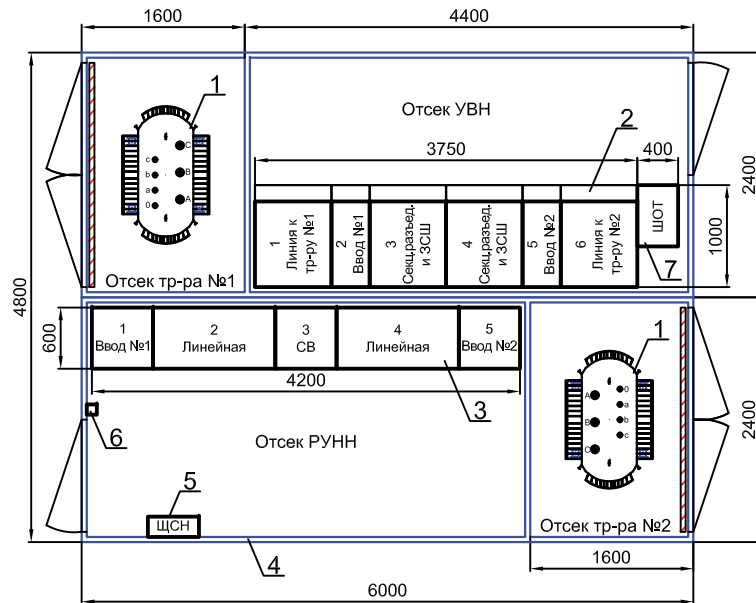 1600
4400
1
Отсек УВН
2
3750
400
C
B
A
c
b
a
0
1
Линия к
тр-ру №1
2
Ввод №1
3
Секц.разъед.
и ЗСШ
4
Секц.разъед.
и ЗСШ
5
Ввод №2
6
Линия к
тр-ру №2
ШОТ
7
1000
2400
Отсек тр-ра №1
4800
600
1
Ввод №1
2
Линейная
3
СВ
4
Линейная
5
Ввод №2
4200
3
1
A
B
C
0
a
b
c
6
Отсек РУНН
2400
5
ЩСН
4
Отсек тр-ра №2
1600
6000